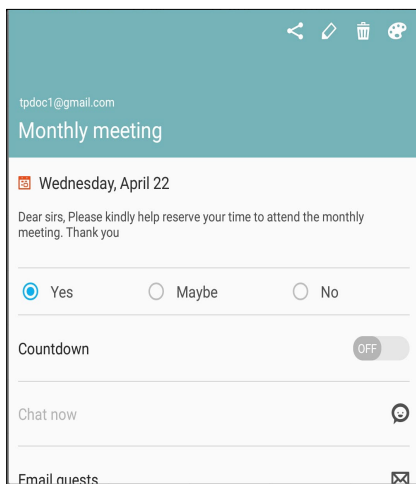 tpdoc1@gmail.com
Monthly meeting
Wednesday, April 22
Dear sirs, Please kindly help reserve your time to attend the monthly
meeting. Thank you
Yes Maybe No
Countdown OFF
Chat now
Email guests